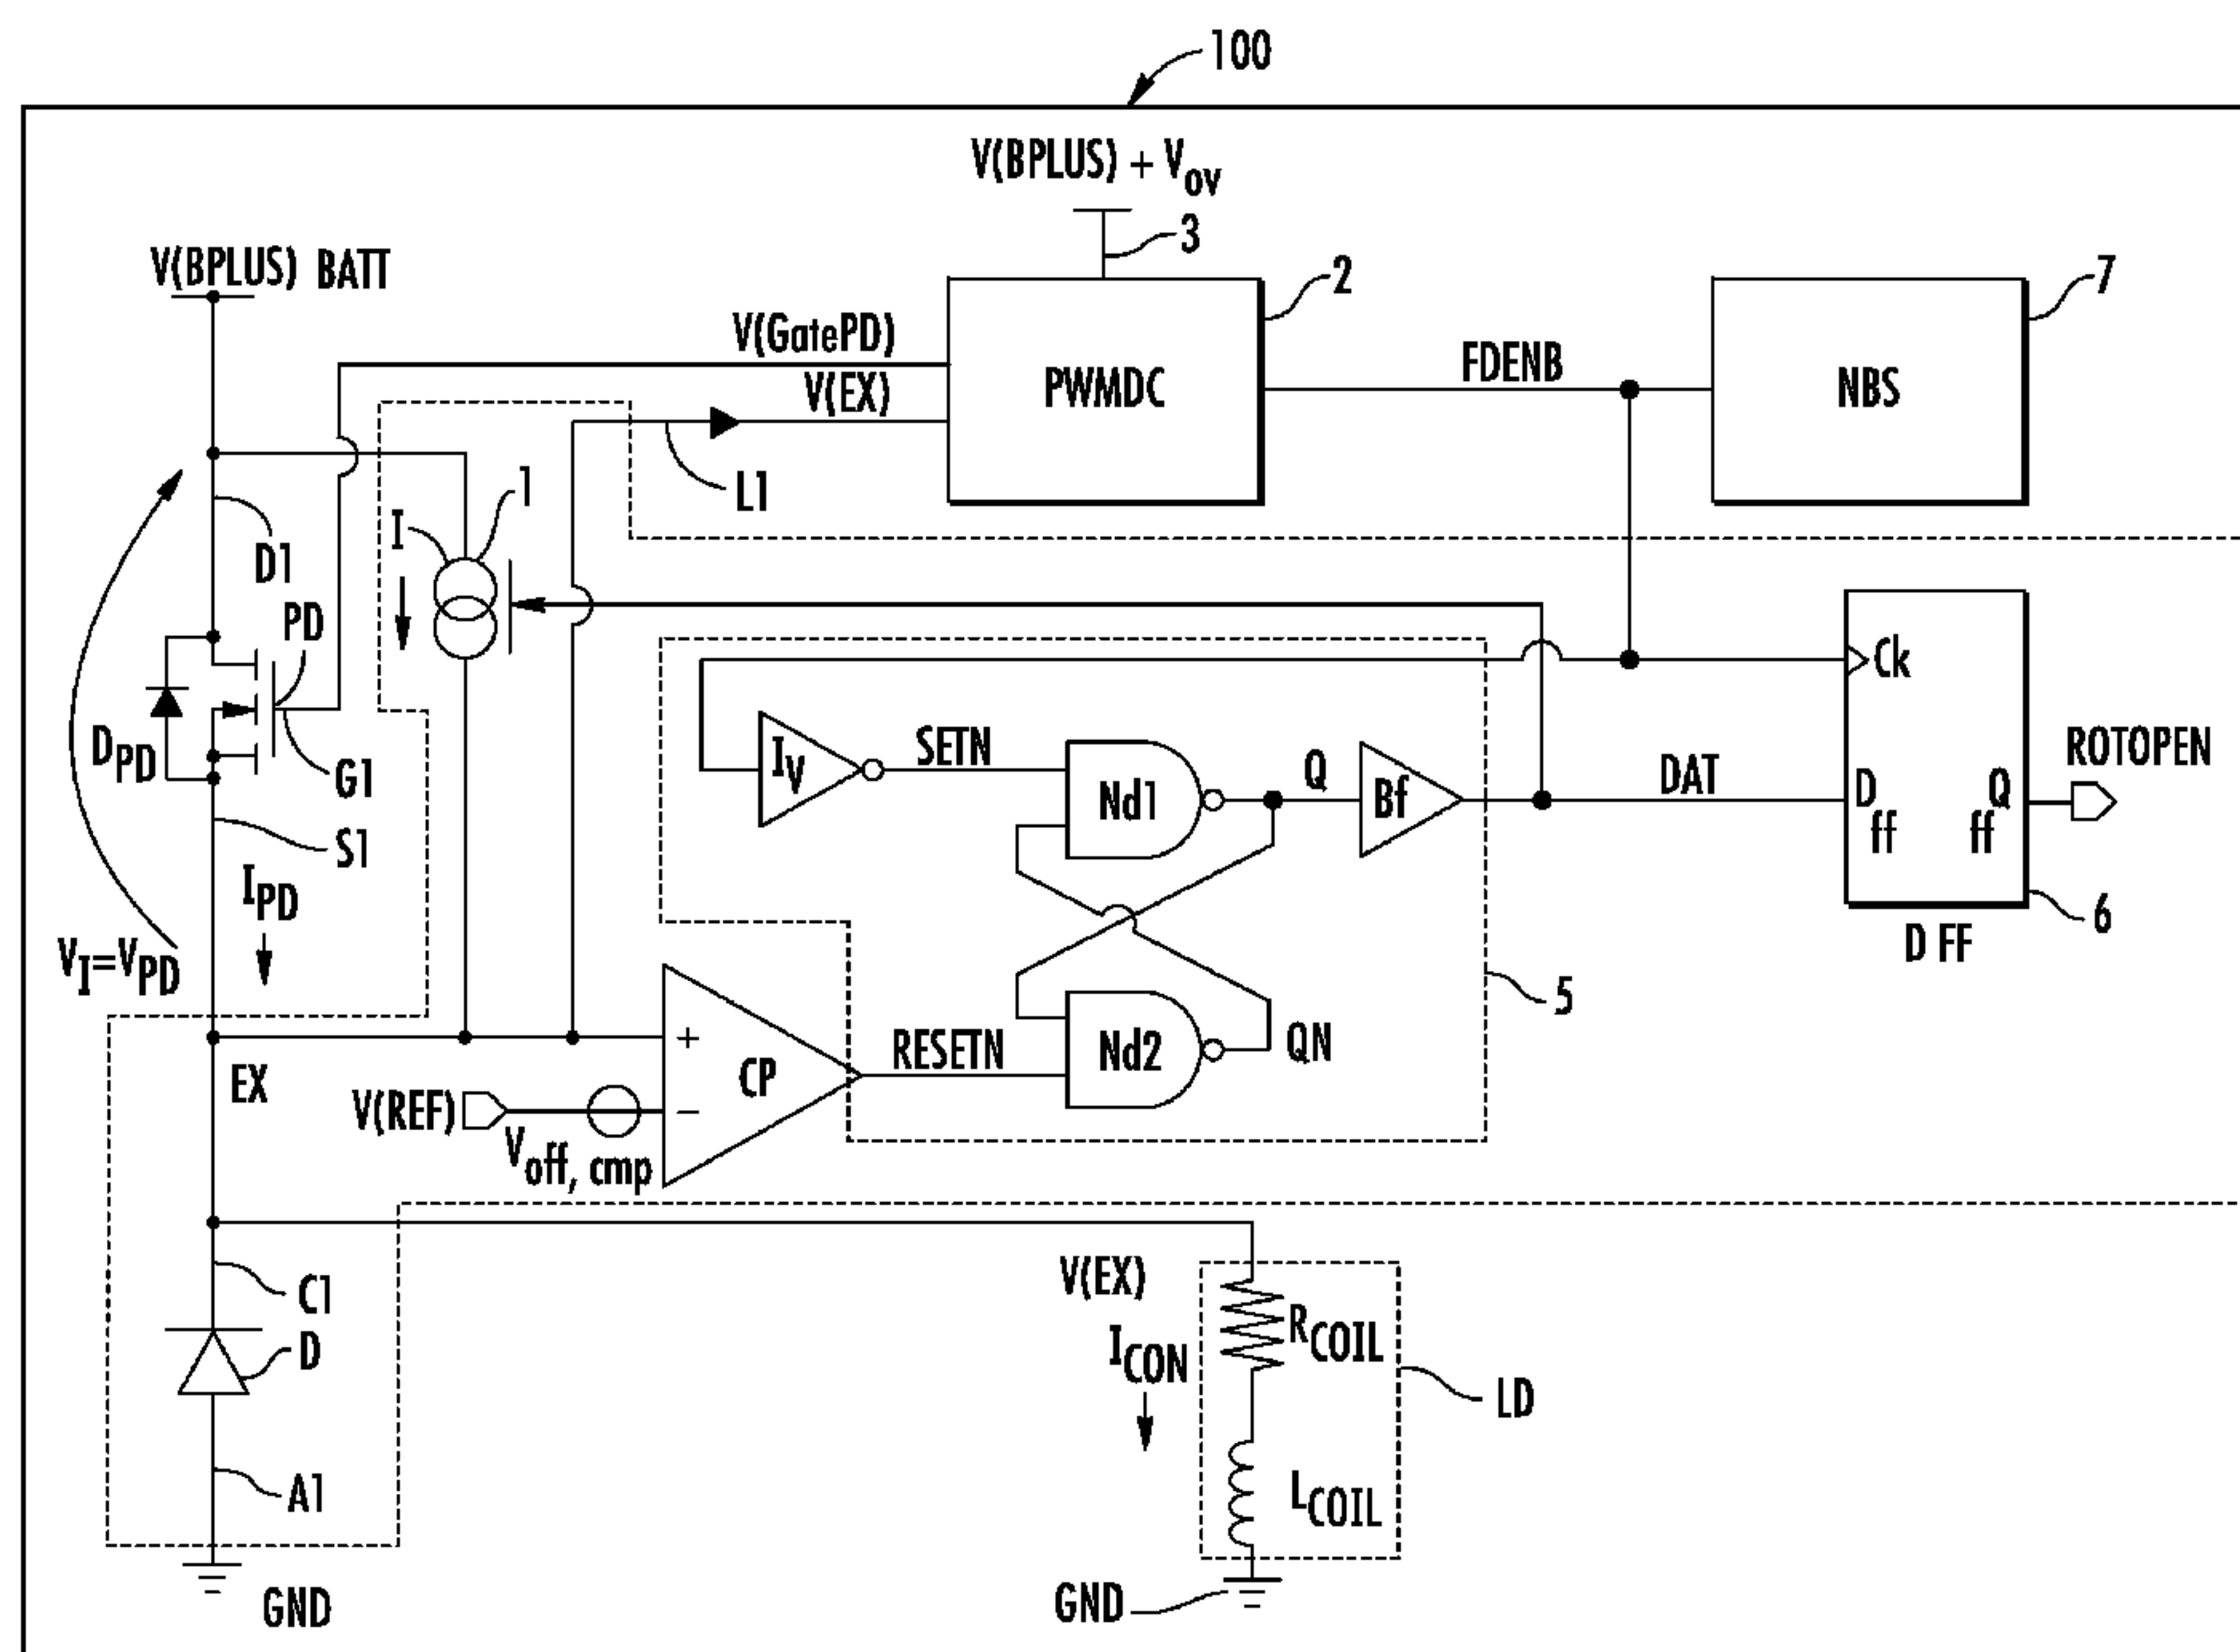 100
V(BPLUS) + Vov
3
V(BPLUS) BATT
2
7
V(GatePD)
V(EX)
PWMDC
FDENB
NBS
L1
I
1
D1
PD
DPD
G1
S1
IPD
VI=VPD
Ck
IV
SETN
Nd1
Q
Bf
DAT
D
ff
Q
ff
ROTOPEN
6
D FF
5
EX
+
CP
−
RESETN
Nd2
QN
V(REF)
Voff, cmp
C1
D
A1
GND
V(EX)
ICON
RCOIL
LCOIL
LD
GND